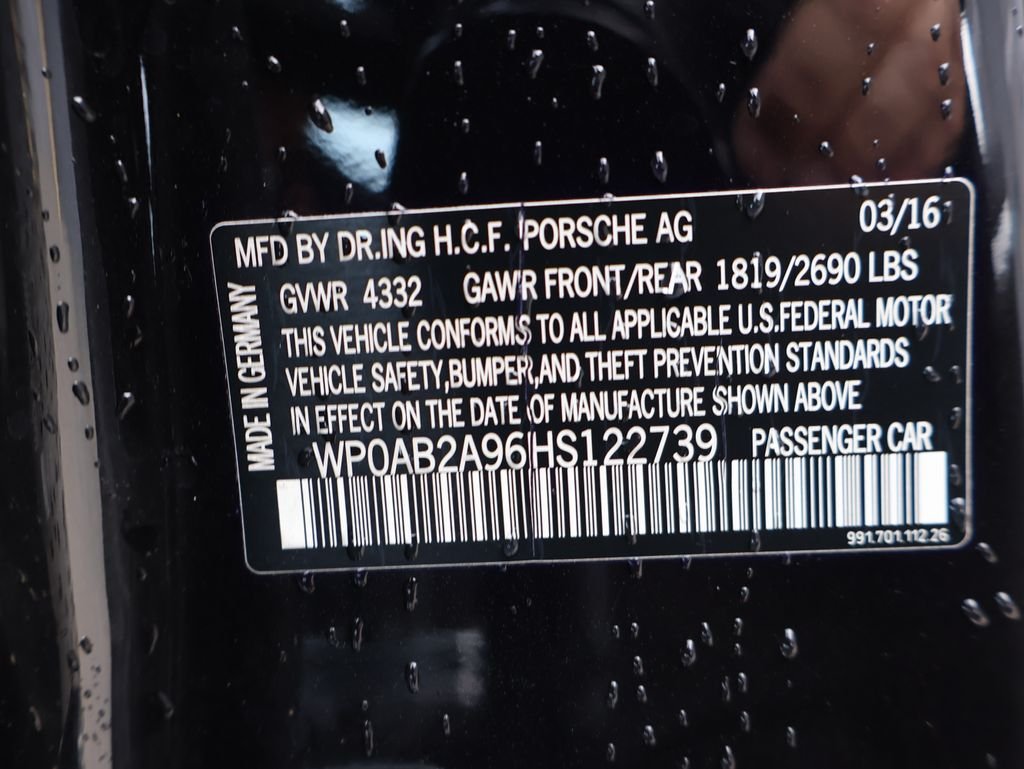 MFD BY DR.ING H.C.F. PORSCHE AG 03/16
GVWR 4332 GAWR FRONT/REAR 1819/2690 LBS
THIS VEHICLE CONFORMS TO ALL APPLICABLE U.S.FEDERAL MOTOR
VEHICLE SAFETY,BUMPER,AND THEFT PREVENTION STANDARDS
IN EFFECT ON THE DATE OF MANUFACTURE SHOWN ABOVE
WP0AB2A96HS122739 PASSENGER CAR
991.701.112.26
MADE IN GERMANY